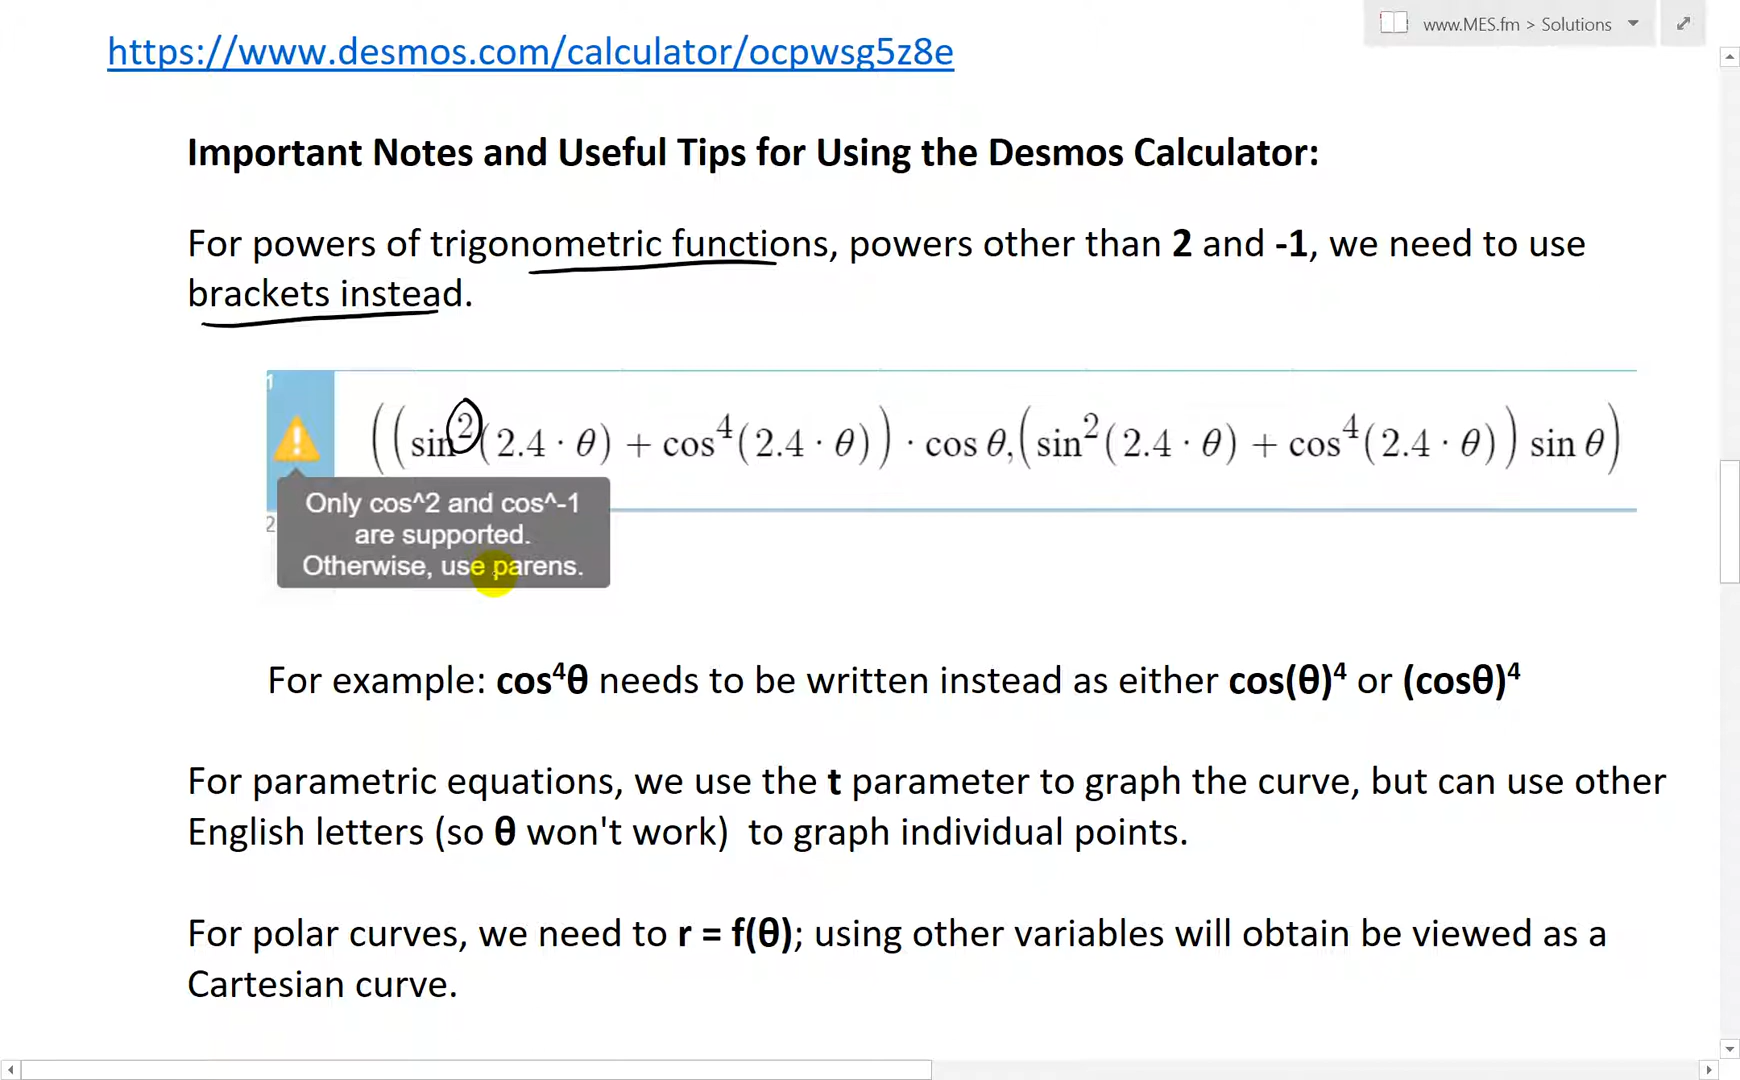 www.MES.fm > Solutions
https://www.desmos.com/calculator/ocpwsg5z8e
Important Notes and Useful Tips for Using the Desmos Calculator:
For powers of trigonometric functions, powers other than 2 and -1, we need to use
brackets instead.
1
((sin²(2.4 · θ) + cos⁴(2.4 · θ)) · cos θ,(sin²(2.4 · θ) + cos⁴(2.4 · θ)) sin θ)
2
Only cos^2 and cos^-1
are supported.
Otherwise, use parens.
For example: cos⁴θ needs to be written instead as either cos(θ)⁴ or (cosθ)⁴
For parametric equations, we use the t parameter to graph the curve, but can use other
English letters (so θ won't work) to graph individual points.
For polar curves, we need to r = f(θ); using other variables will obtain be viewed as a
Cartesian curve.